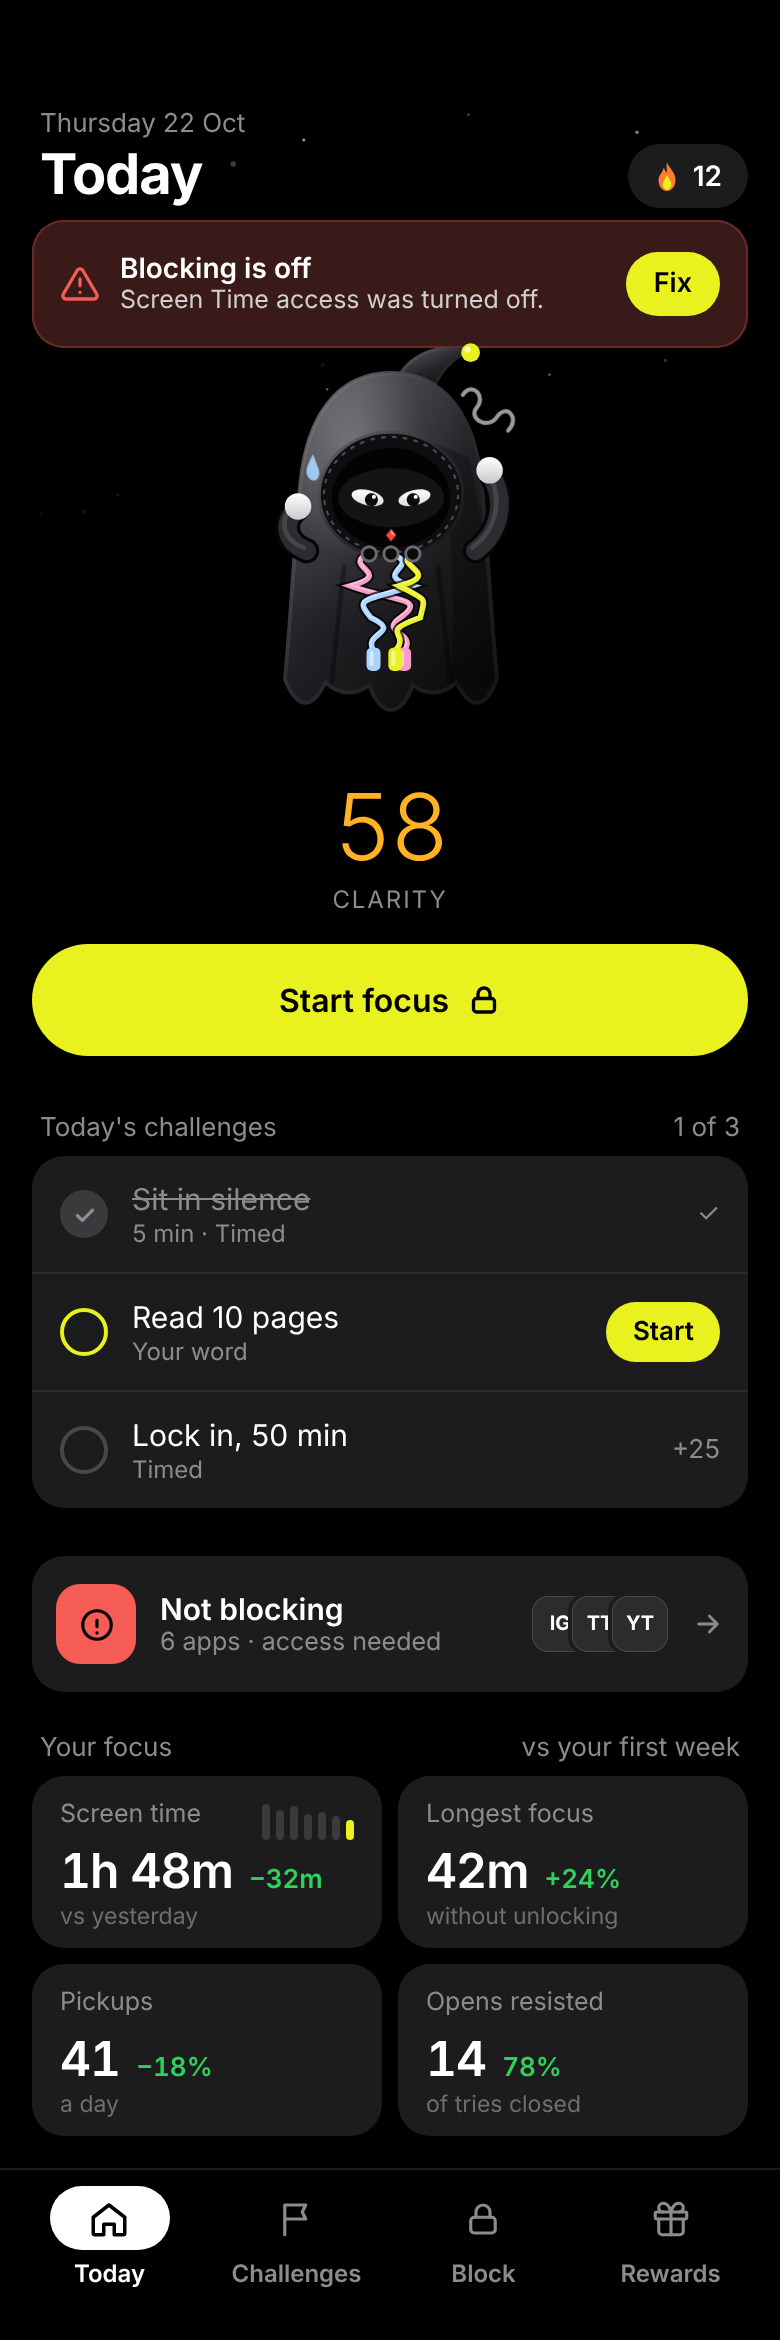 Thursday 22 Oct
Today
12
Blocking is off
Screen Time access was turned off.
Fix
58
CLARITY
Start focus
Today's challenges
1 of 3
Sit in silence
5 min · Timed
Read 10 pages
Your word
Start
Lock in, 50 min
Timed
+25
Not blocking
6 apps · access needed
IG TT YT
Your focus
vs your first week
Screen time
1h 48m −32m
vs yesterday
Longest focus
42m +24%
without unlocking
Pickups
41 −18%
a day
Opens resisted
14 78%
of tries closed
Today
Challenges
Block
Rewards